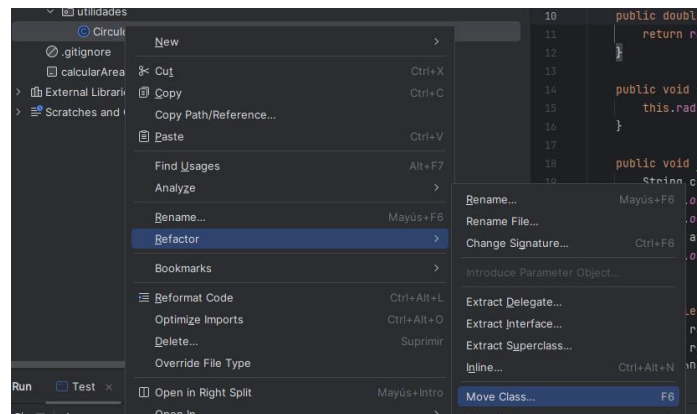 utilidades
Circulo
.gitignore
calcularArea
External Librari
Scratches and
New
Cut Ctrl+X
Copy Ctrl+C
Copy Path/Reference...
Paste Ctrl+V
Find Usages Alt+F7
Analyze
Rename... Mayús+F6
Refactor
Bookmarks
Reformat Code Ctrl+Alt+L
Optimize Imports Ctrl+Alt+O
Delete... Suprimir
Override File Type
Open in Right Split Mayús+Intro
Open In
Rename... Mayús+F6
Rename File...
Change Signature... Ctrl+F6
Introduce Parameter Object...
Extract Delegate...
Extract Interface...
Extract Superclass...
Inline... Ctrl+Alt+N
Move Class... F6
10 public doubl
11 return r
12 }
13
14 public void
15 this.rad
16 }
17
18 public void
19 String c
Run Test ×